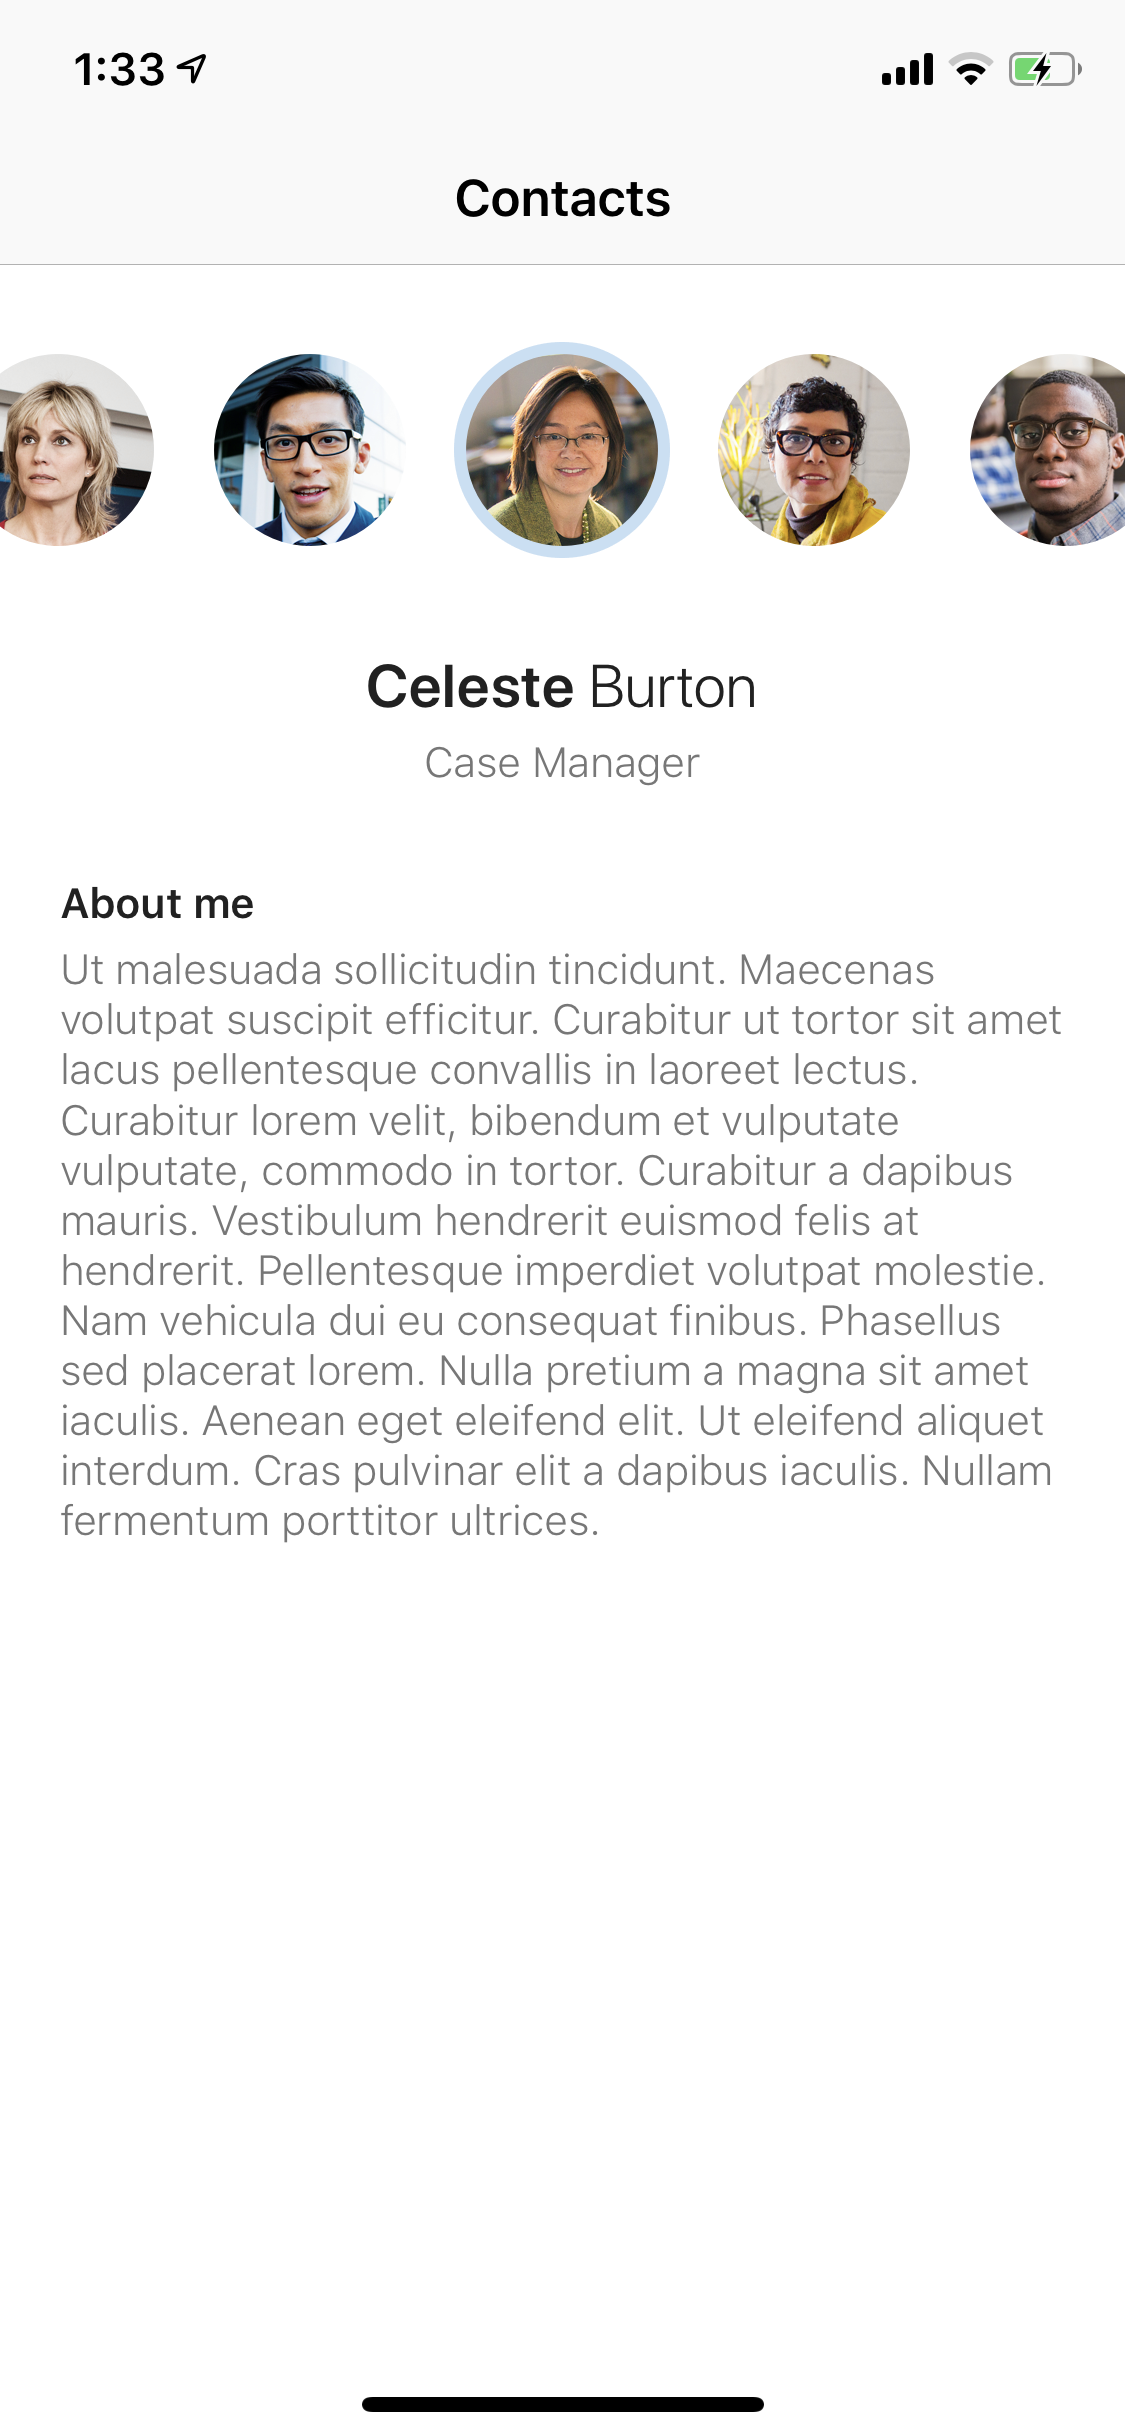 1:33
Contacts
Celeste Burton
Case Manager
About me
Ut malesuada sollicitudin tincidunt. Maecenas
volutpat suscipit efficitur. Curabitur ut tortor sit amet
lacus pellentesque convallis in laoreet lectus.
Curabitur lorem velit, bibendum et vulputate
vulputate, commodo in tortor. Curabitur a dapibus
mauris. Vestibulum hendrerit euismod felis at
hendrerit. Pellentesque imperdiet volutpat molestie.
Nam vehicula dui eu consequat finibus. Phasellus
sed placerat lorem. Nulla pretium a magna sit amet
iaculis. Aenean eget eleifend elit. Ut eleifend aliquet
interdum. Cras pulvinar elit a dapibus iaculis. Nullam
fermentum porttitor ultrices.